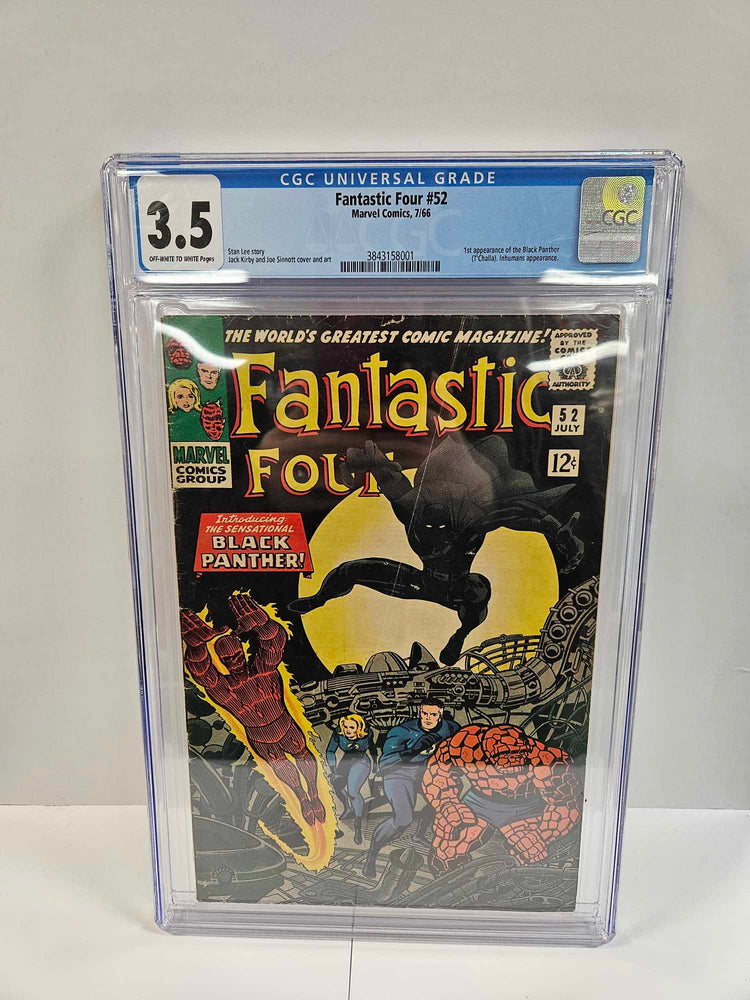 CGC UNIVERSAL GRADE
3.5
OFF-WHITE TO WHITE Pages
Fantastic Four #52
Marvel Comics, 7/66
Stan Lee story
Jack Kirby and Joe Sinnott cover and art
3843158001
1st appearance of the Black Panther
(T'Challa). Inhumans appearance.
CGC
THE WORLD'S GREATEST COMIC MAGAZINE!
APPROVED
BY THE
COMICS
AUTHORITY
FANTASTIC
FOUR
52
JULY
12¢
MARVEL
COMICS
GROUP
Introducing
THE SENSATIONAL
BLACK
PANTHER!